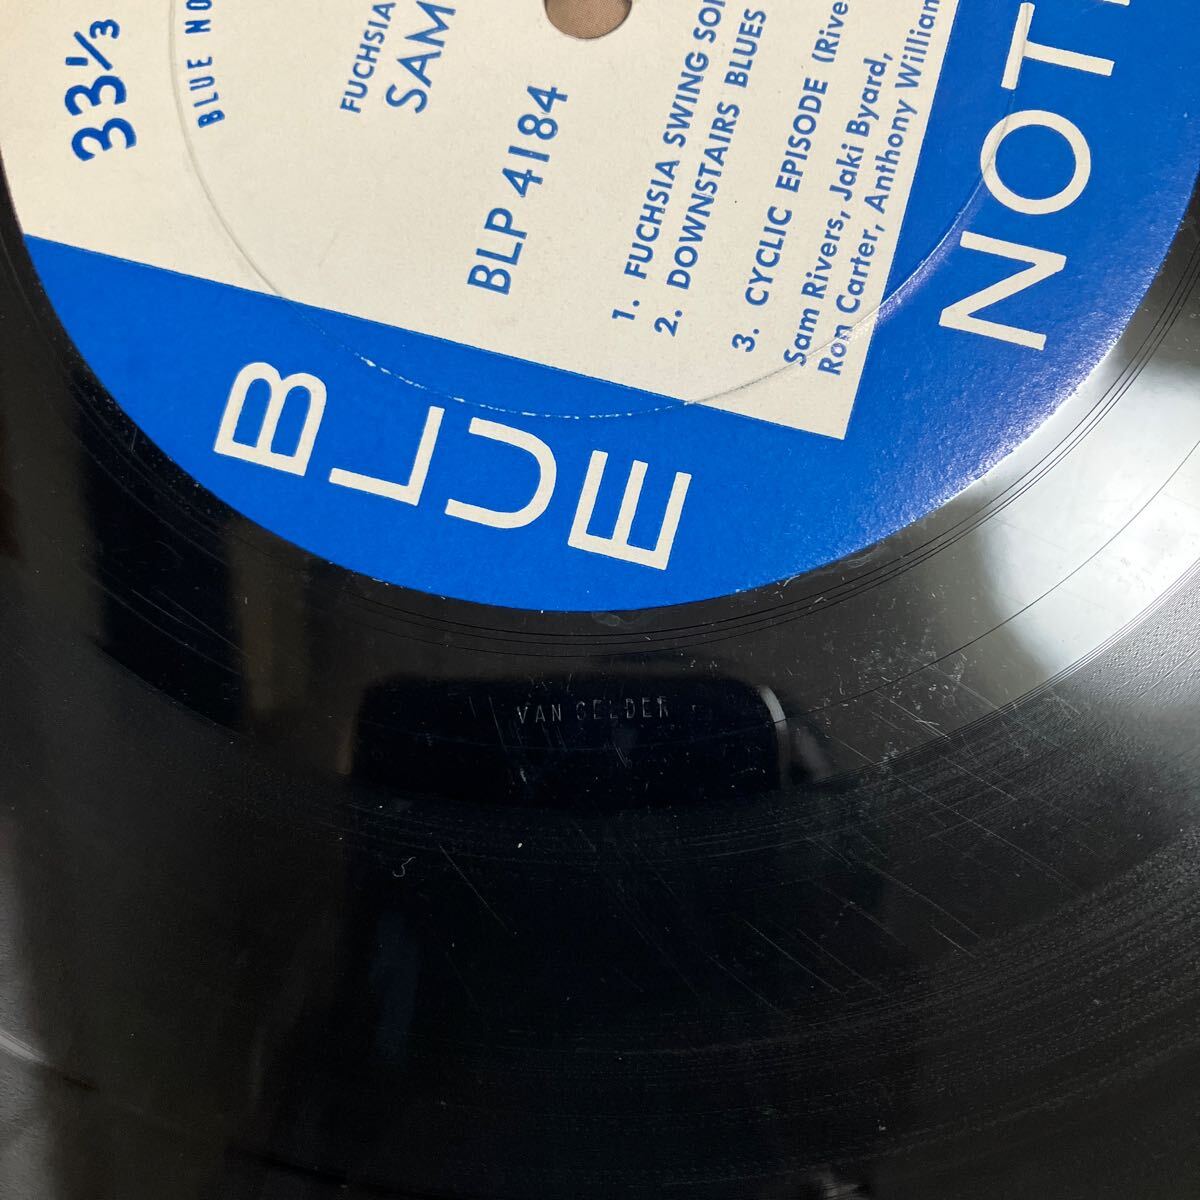 33⅓
BLUE NO
FUCHSIA
SAM
BLP 4184
1. FUCHSIA SWING SO
2. DOWNSTAIRS BLUES
3. CYCLIC EPISODE (Rive
Sam Rivers, Jaki Byard,
Ron Carter, Anthony William
BLUE
NOT
VAN GELDER